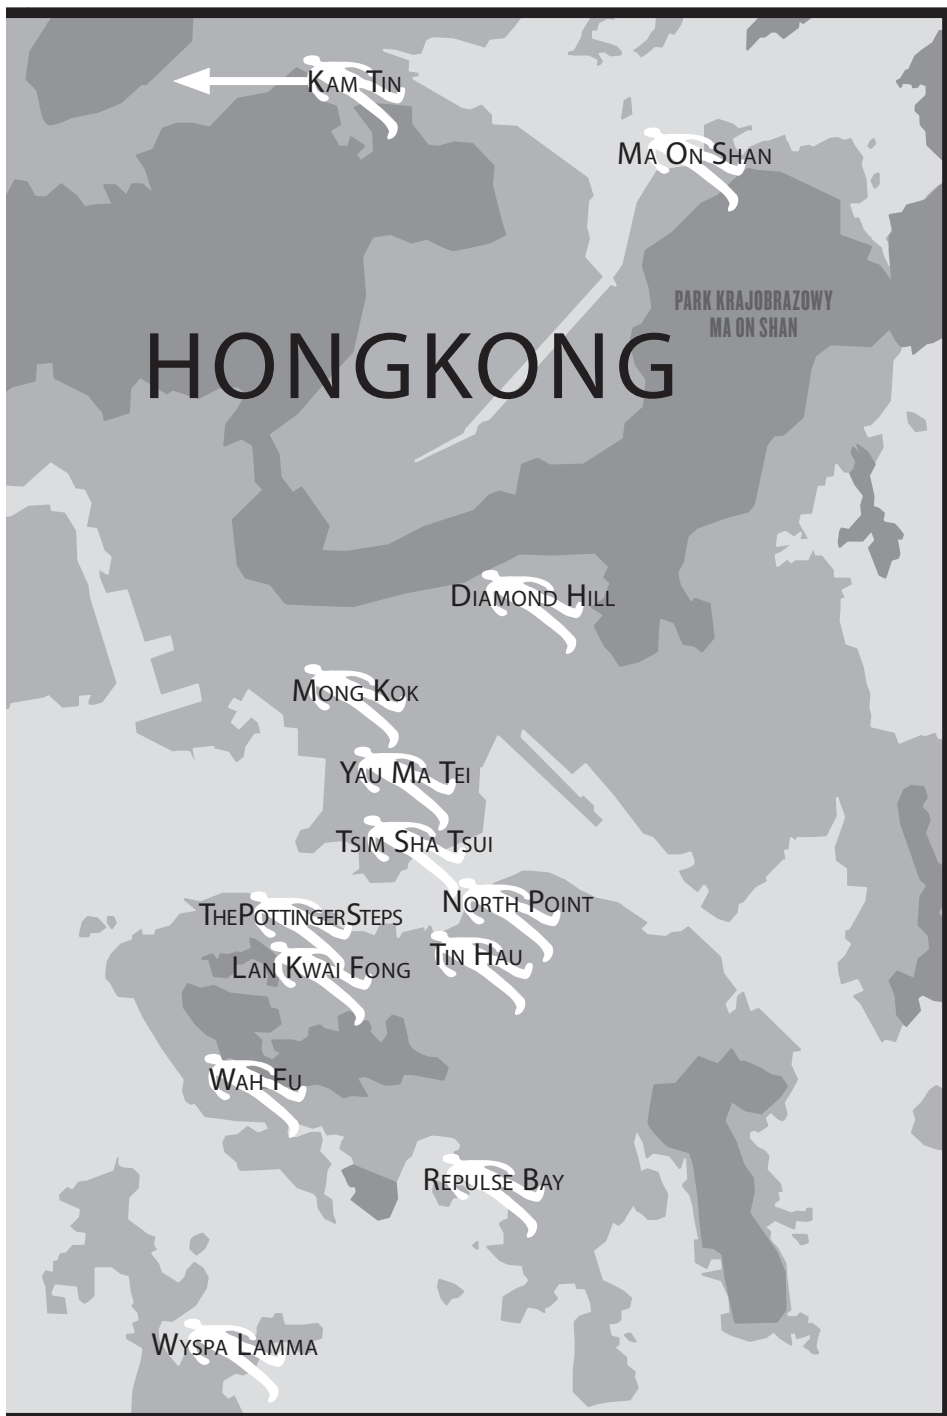 Kam Tin
Ma On Shan
PARK KRAJOBRAZOWY
MA ON SHAN
HONGKONG
Diamond Hill
Mong Kok
Yau Ma Tei
Tsim Sha Tsui
North Point
ThePottingerSteps
Tin Hau
Lan Kwai Fong
Wah Fu
Repulse Bay
Wyspa Lamma